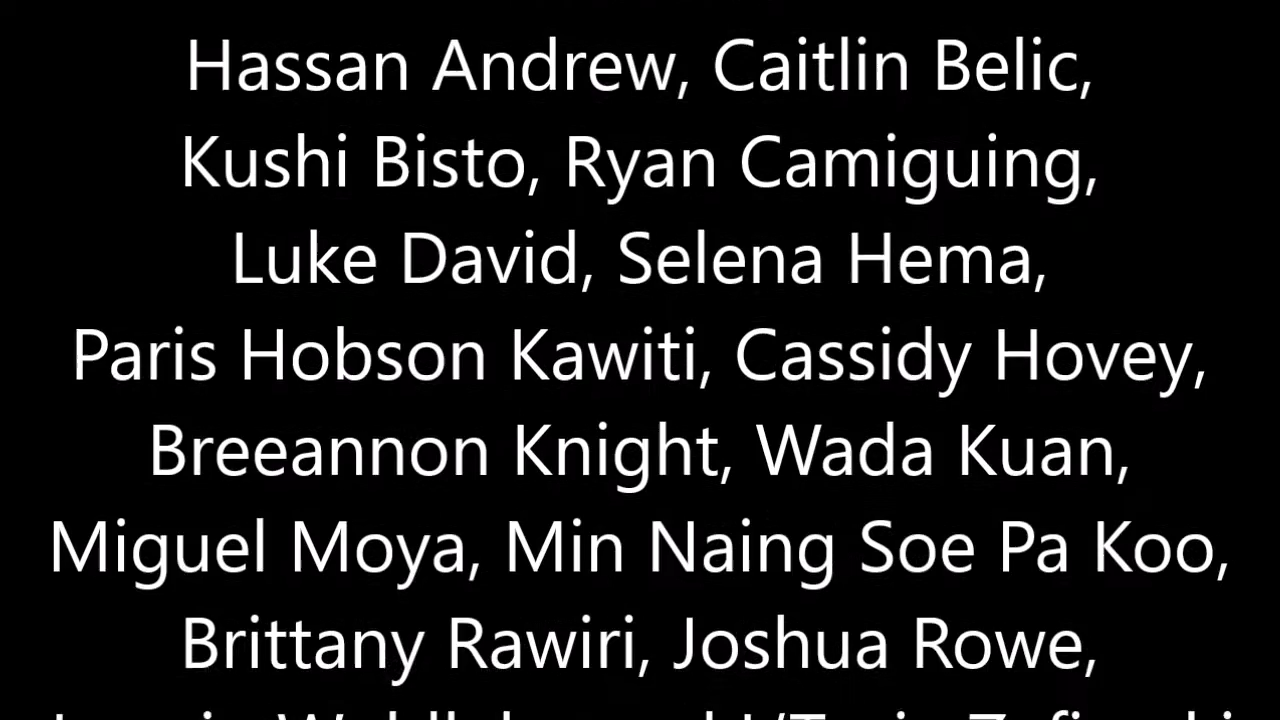 Hassan Andrew, Caitlin Belic,
Kushi Bisto, Ryan Camiguing,
Luke David, Selena Hema,
Paris Hobson Kawiti, Cassidy Hovey,
Breeannon Knight, Wada Kuan,
Miguel Moya, Min Naing Soe Pa Koo,
Brittany Rawiri, Joshua Rowe,